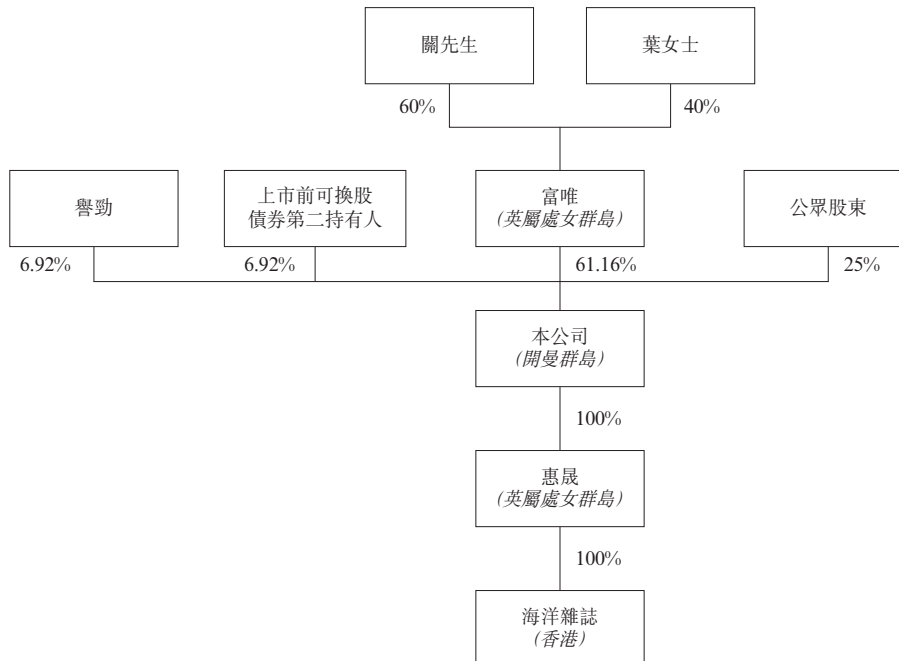 關先生
葉女士
60%
40%
譽勁
上市前可換股
債券第二持有人
富唯
(英屬處女群島)
公眾股東
6.92%
6.92%
61.16%
25%
本公司
(開曼群島)
100%
惠晟
(英屬處女群島)
100%
海洋雜誌
(香港)